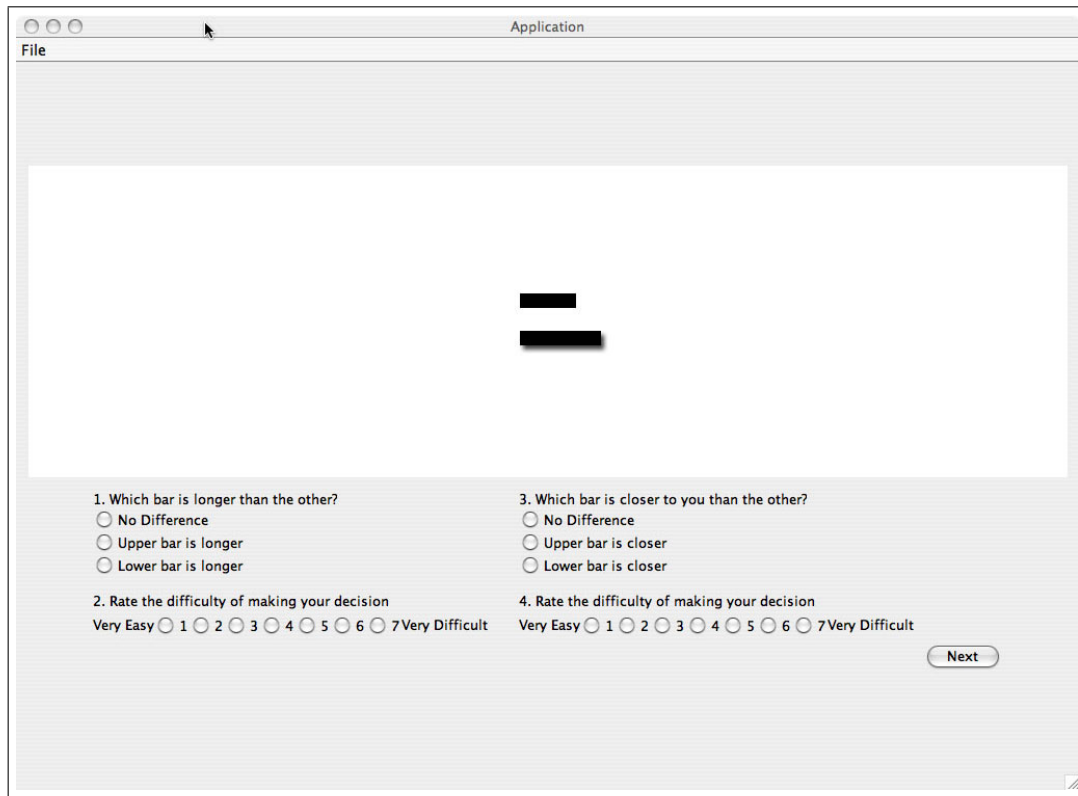 Application
File
1. Which bar is longer than the other?
No Difference
Upper bar is longer
Lower bar is longer
2. Rate the difficulty of making your decision
Very Easy 1 2 3 4 5 6 7 Very Difficult
3. Which bar is closer to you than the other?
No Difference
Upper bar is closer
Lower bar is closer
4. Rate the difficulty of making your decision
Very Easy 1 2 3 4 5 6 7 Very Difficult
Next